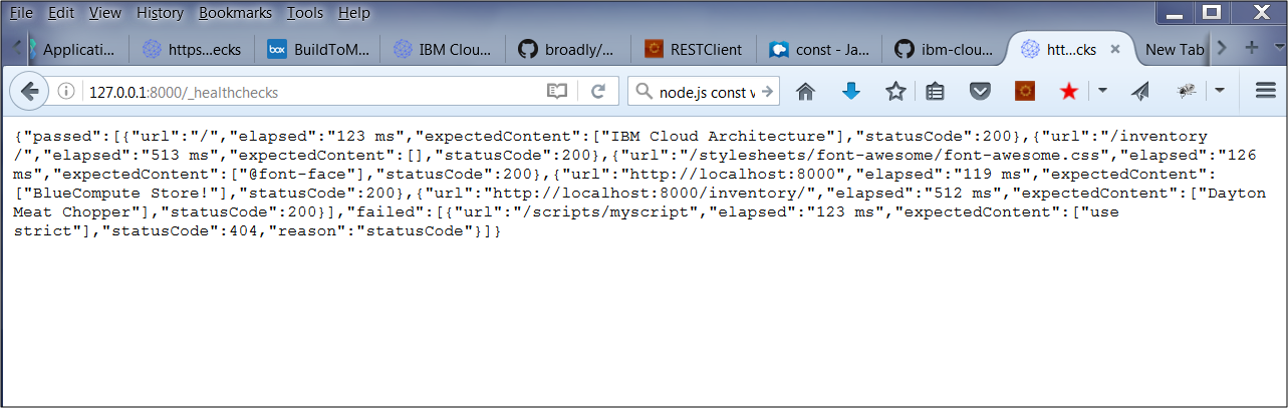 File Edit View History Bookmarks Tools Help
Applicati... https...ecks BuildToM... IBM Clou... broadly/... RESTClient const - Ja... ibm-clou... htt...cks New Tab
127.0.0.1:8000/_healthchecks node.js const v
{"passed":[{"url":"/","elapsed":"123 ms","expectedContent":["IBM Cloud Architecture"],"statusCode":200},{"url":"/inventory
/","elapsed":"513 ms","expectedContent":[],"statusCode":200},{"url":"/stylesheets/font-awesome/font-awesome.css","elapsed":"126
ms","expectedContent":["@font-face"],"statusCode":200},{"url":"http://localhost:8000","elapsed":"119 ms","expectedContent":
["BlueCompute Store!"],"statusCode":200},{"url":"http://localhost:8000/inventory/","elapsed":"512 ms","expectedContent":["Dayton
Meat Chopper"],"statusCode":200}],"failed":[{"url":"/scripts/myscript","elapsed":"123 ms","expectedContent":["use
strict"],"statusCode":404,"reason":"statusCode"}]}